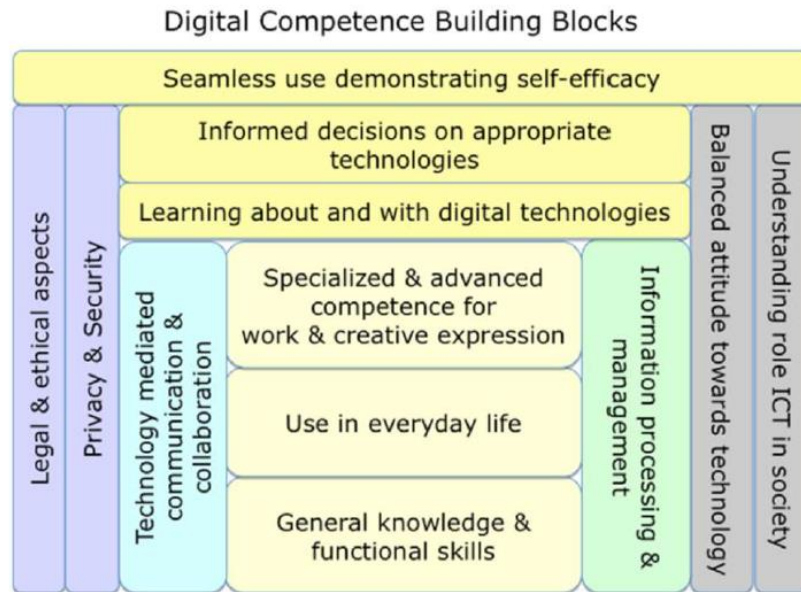 Digital Competence Building Blocks
Seamless use demonstrating self-efficacy
Legal & ethical aspects
Privacy & Security
Informed decisions on appropriate
technologies
Learning about and with digital technologies
Technology mediated
communication &
collaboration
Specialized & advanced
competence for
work & creative expression
Use in everyday life
General knowledge &
functional skills
Information processing &
management
Balanced attitude towards technology
Understanding role ICT in society